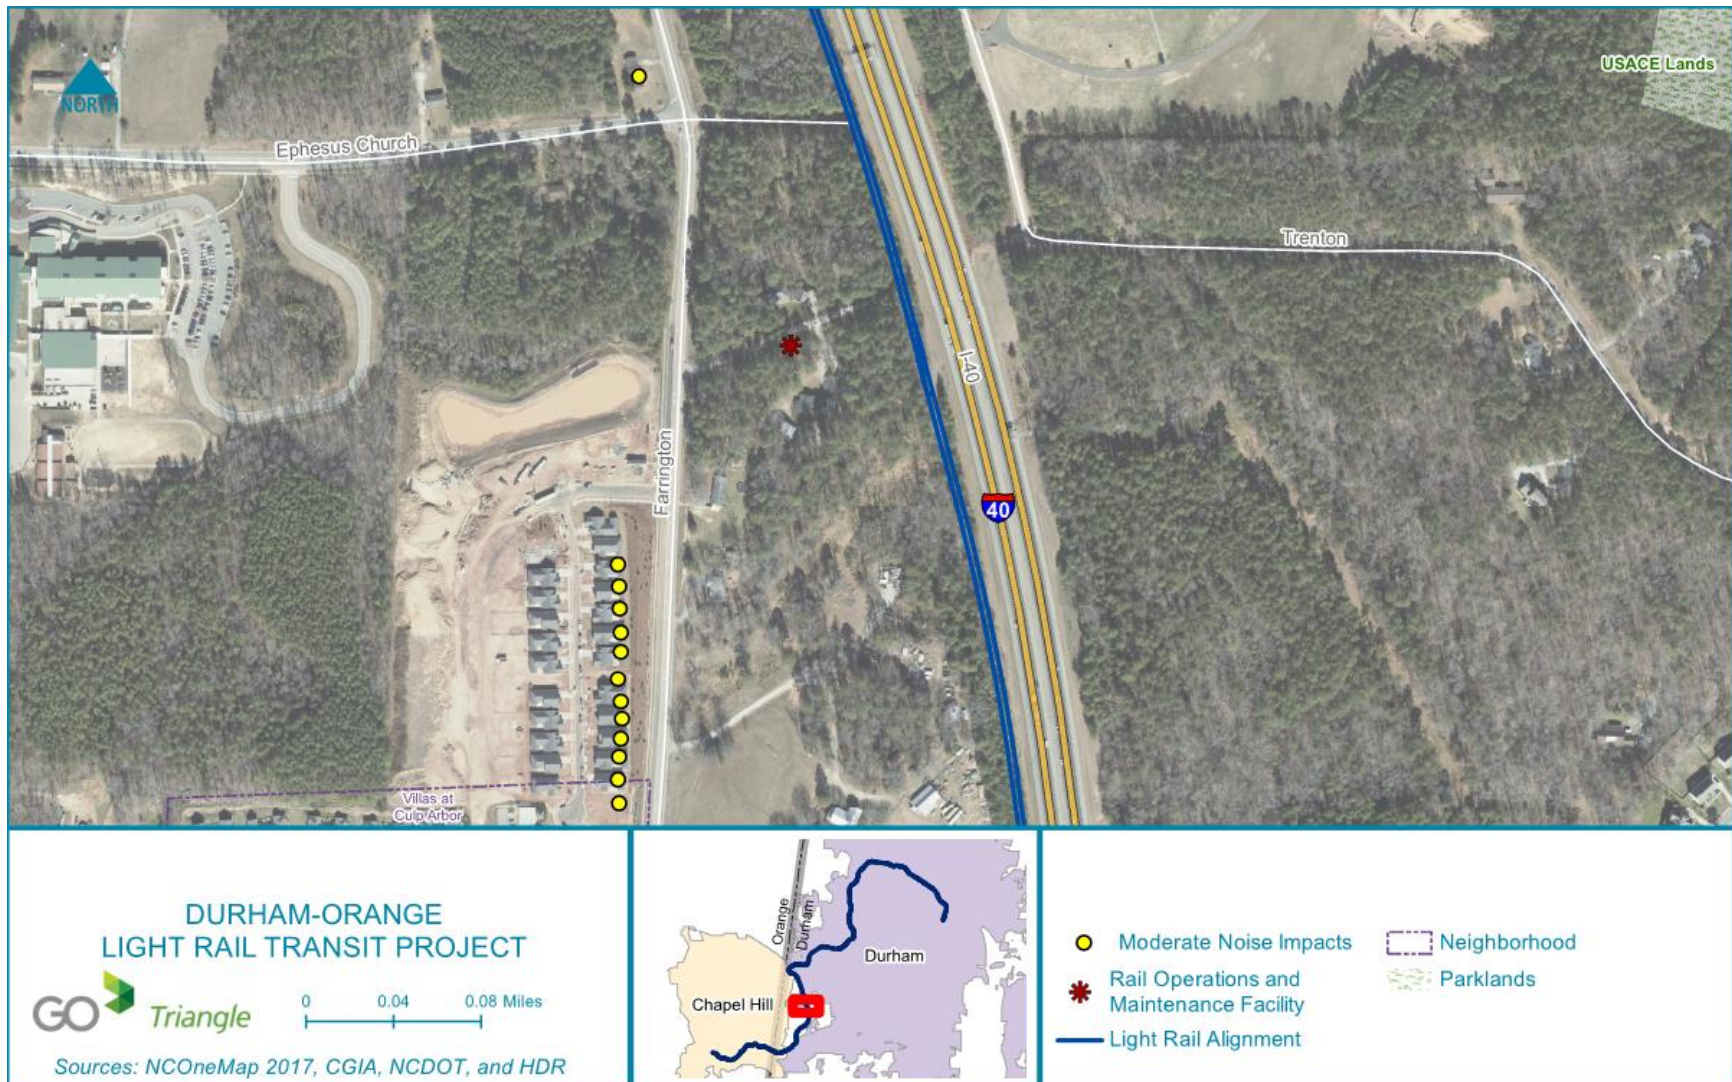 USACE Lands
NORTH
Ephesus Church
Trenton
I-40
40
Farrington
Villas at
Culp Arbor
DURHAM-ORANGE
LIGHT RAIL TRANSIT PROJECT
GO Triangle
0 0.04 0.08 Miles
Sources: NCOneMap 2017, CGIA, NCDOT, and HDR
Orange
Durham
Durham
Chapel Hill
Moderate Noise Impacts
Rail Operations and
Maintenance Facility
Light Rail Alignment
Neighborhood
Parklands